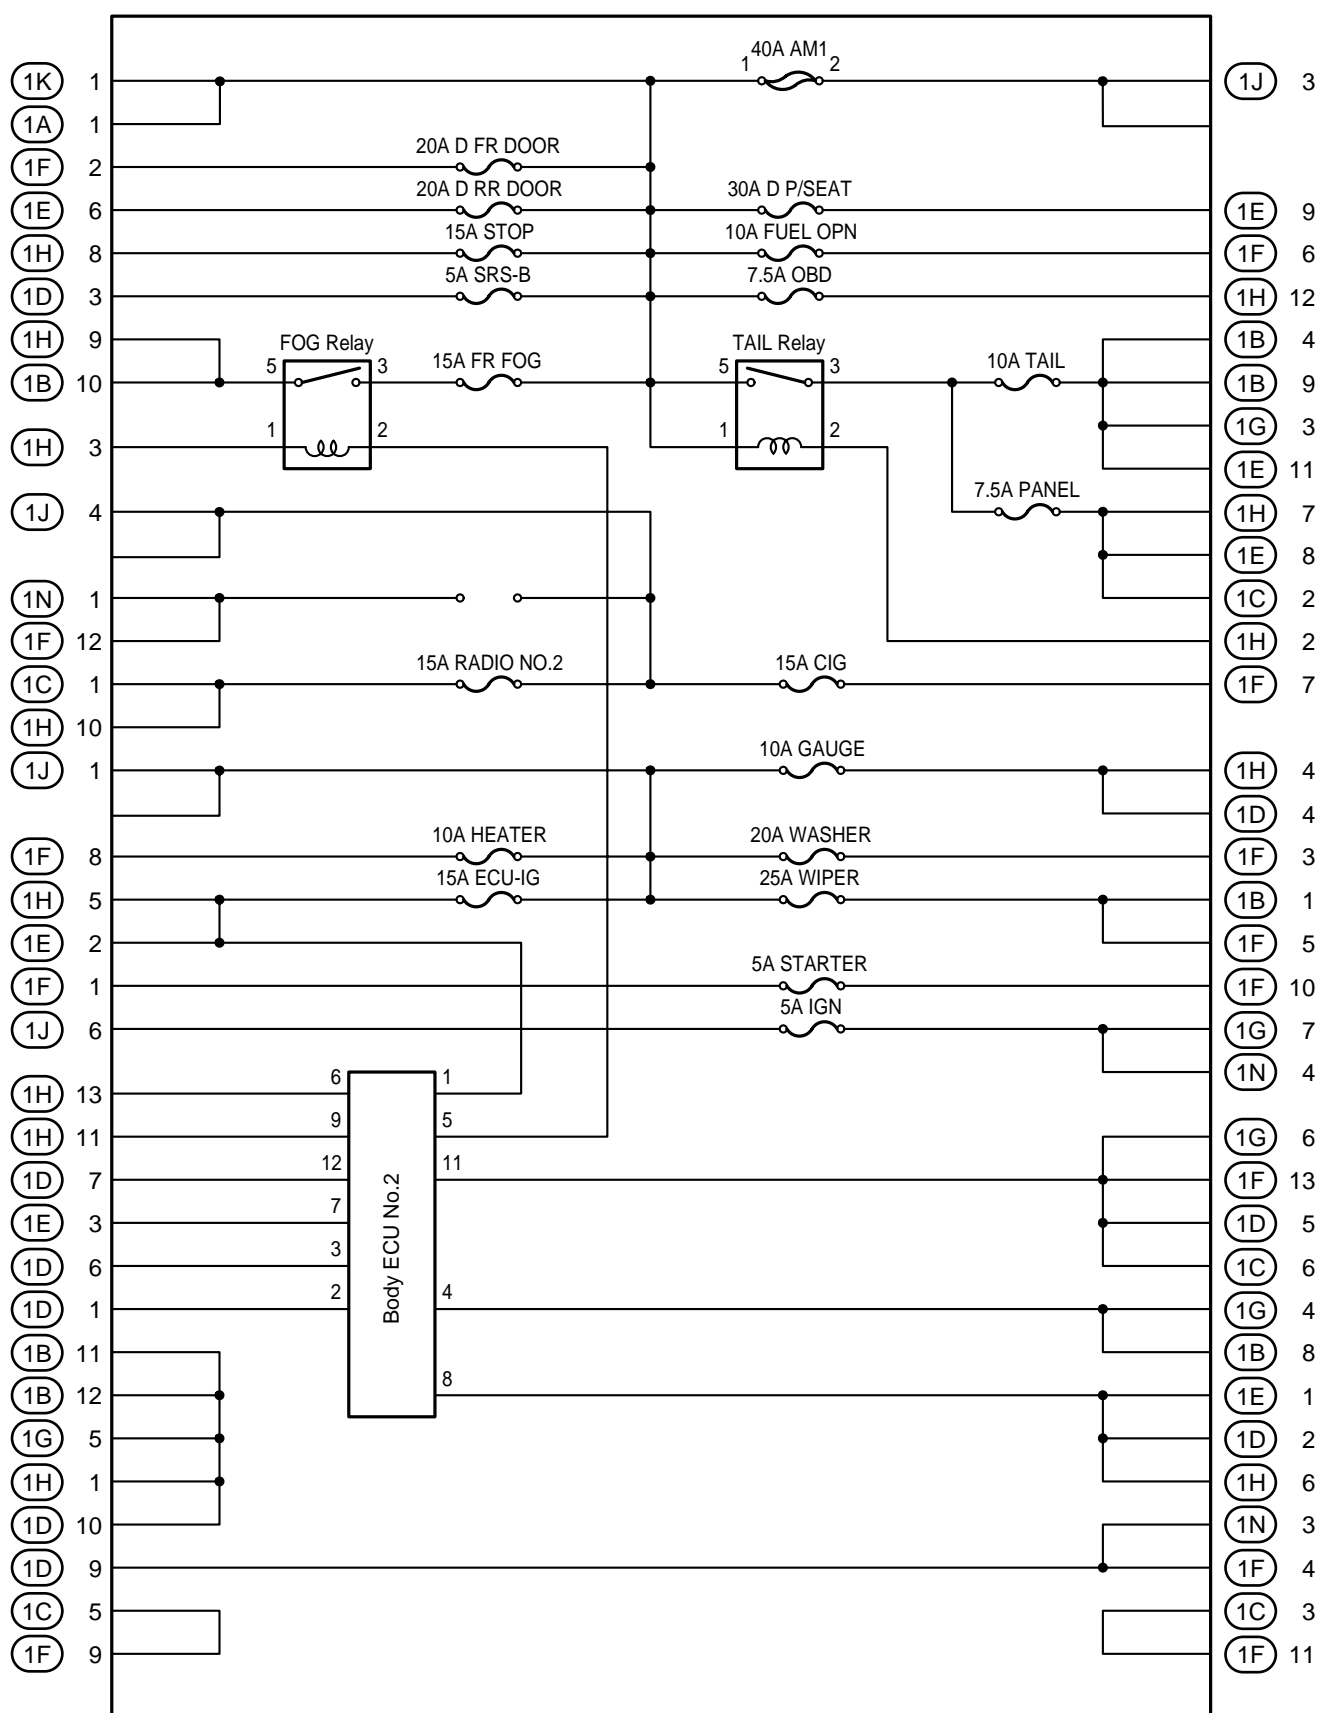 40A AM1
1K 1 1 2 1J 3
1A 1
20A D FR DOOR
1F 2
20A D RR DOOR 30A D P/SEAT
1E 6 1E 9
15A STOP 10A FUEL OPN
1H 8 1F 6
5A SRS-B 7.5A OBD
1D 3 1H 12
1H 9 FOG Relay TAIL Relay 1B 4
5 3 15A FR FOG 5 3 10A TAIL
1B 10 1B 9
1 2 1 2 1G 3
1H 3
1E 11
7.5A PANEL
1J 4 1H 7
1E 8
1N 1 1C 2
1F 12 1H 2
15A RADIO NO.2 15A CIG
1C 1 1F 7
1H 10
10A GAUGE
1J 1 1H 4
1D 4
10A HEATER 20A WASHER
1F 8 1F 3
15A ECU-IG 25A WIPER
1H 5 1B 1
1E 2 1F 5
5A STARTER
1F 1 1F 10
5A IGN
1J 6 1G 7
1N 4
1H 13 6 1
1H 11 9 5 1G 6
1D 7 12 11 1F 13
1E 3 7 1D 5
1D 6 3 1C 6
1D 1 2 4 1G 4
Body ECU No.2
1B 11 1B 8
1B 12 8 1E 1
1G 5 1D 2
1H 1 1H 6
1D 10 1N 3
1D 9 1F 4
1C 5 1C 3
1F 9 1F 11